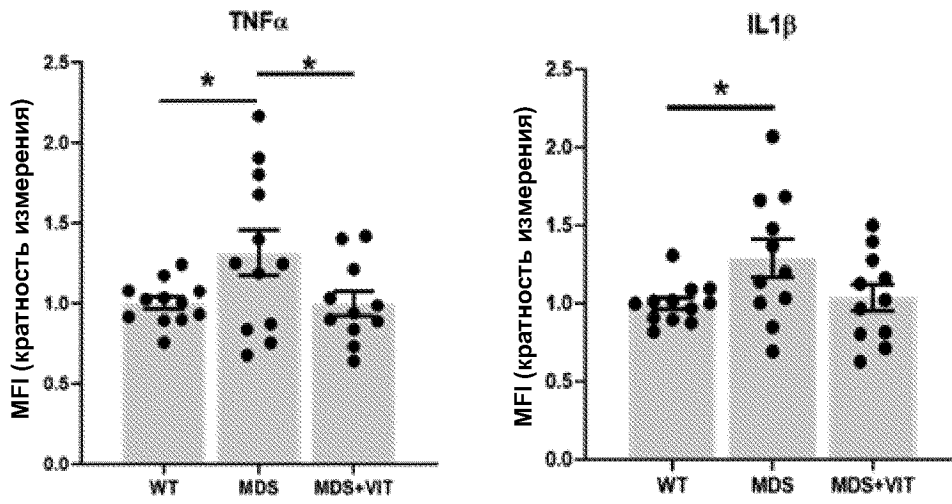 TNFα
MFI (кратность измерения)
2.5
2.0
1.5
1.0
0.5
0.0
*
*
WT
MDS
MDS+VIT
IL1β
MFI (кратность измерения)
2.5
2.0
1.5
1.0
0.5
0.0
*
WT
MDS
MDS+VIT